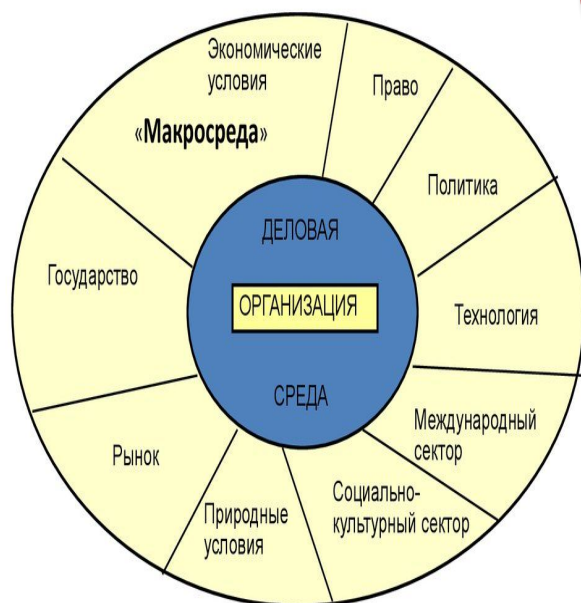 Экономические
условия
«Макросреда»
Право
Политика
Технология
Международный
сектор
Социально-
культурный сектор
Природные
условия
Рынок
Государство
ДЕЛОВАЯ
ОРГАНИЗАЦИЯ
СРЕДА